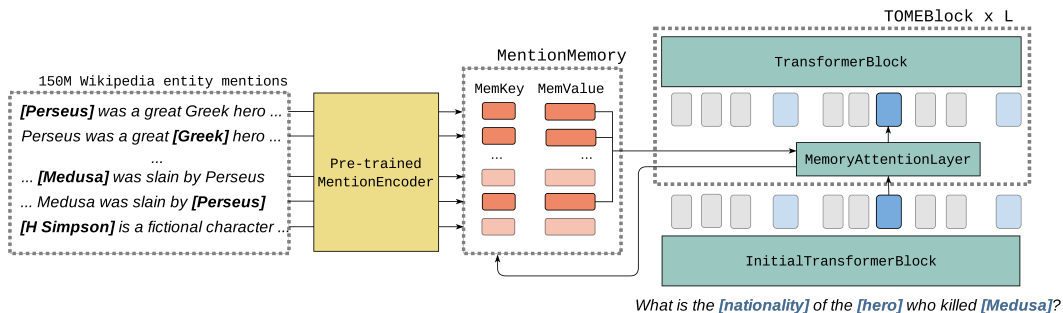 TOMEBlock x L
TransformerBlock
MentionMemory
150M Wikipedia entity mentions
MemKey MemValue
[Perseus] was a great Greek hero ...
Perseus was a great [Greek] hero ...
...
... [Medusa] was slain by Perseus
... Medusa was slain by [Perseus]
[H Simpson] is a fictional character ...
Pre-trained
MentionEncoder
... ...
MemoryAttentionLayer
InitialTransformerBlock
What is the [nationality] of the [hero] who killed [Medusa]?